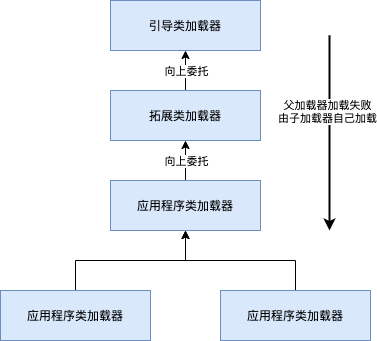 引导类加载器
向上委托
拓展类加载器
父加载器加载失败
由子加载器自己加载
向上委托
应用程序类加载器
应用程序类加载器
应用程序类加载器